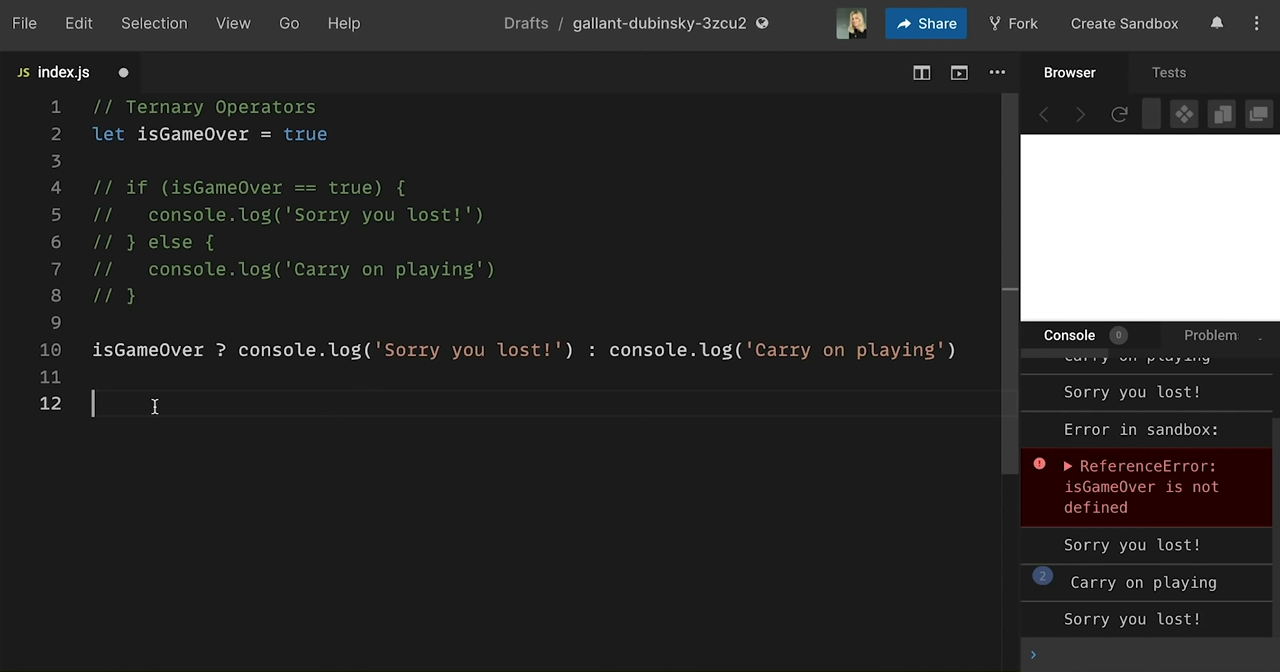 File Edit Selection View Go Help Drafts / gallant-dubinsky-3zcu2 Share Fork Create Sandbox
JS index.js
Browser Tests
1 // Ternary Operators
2 let isGameOver = true
3
4 // if (isGameOver == true) {
5 //   console.log('Sorry you lost!')
6 // } else {
7 //   console.log('Carry on playing')
8 // }
9
10 isGameOver ? console.log('Sorry you lost!') : console.log('Carry on playing')
11
12
Console 0 Problem
Carry on playing
Sorry you lost!
Error in sandbox:
ReferenceError:
isGameOver is not
defined
Sorry you lost!
2 Carry on playing
Sorry you lost!